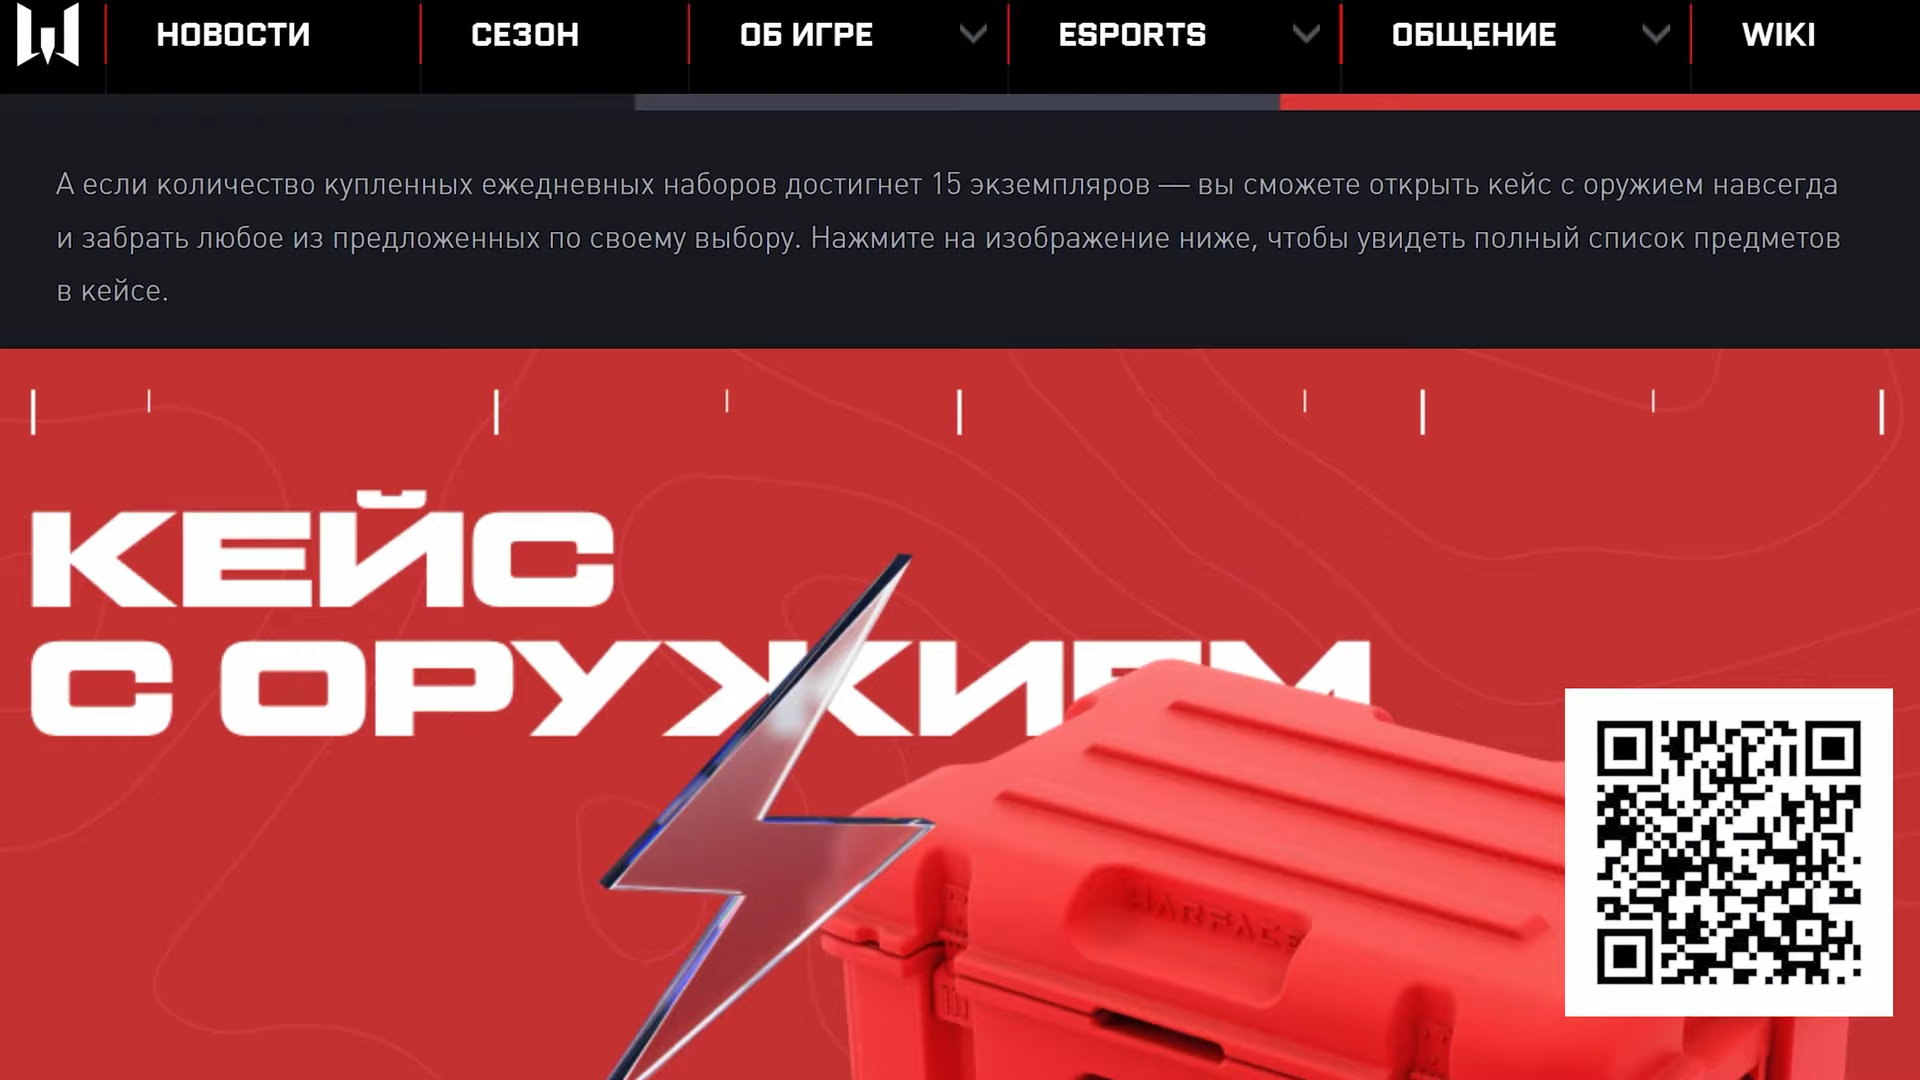 НОВОСТИ
СЕЗОН
ОБ ИГРЕ
ESPORTS
ОБЩЕНИЕ
WIKI
А если количество купленных ежедневных наборов достигнет 15 экземпляров — вы сможете открыть кейс с оружием навсегда
и забрать любое из предложенных по своему выбору. Нажмите на изображение ниже, чтобы увидеть полный список предметов
в кейсе.
КЕЙС
С ОРУЖИЕМ
WARFACE